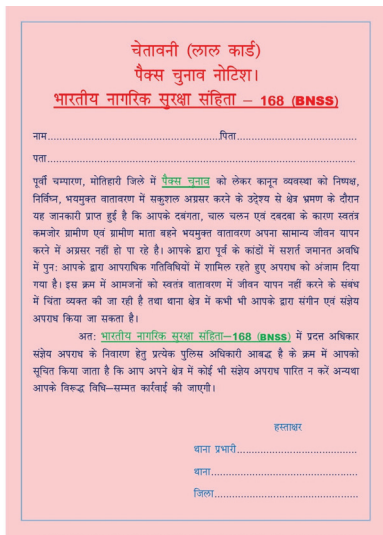 चेतावनी (लाल कार्ड)
पैक्स चुनाव नोटिश।
भारतीय नागरिक सुरक्षा संहिता – 168 (BNSS)
नाम..........................................................पिता.........................................
पता........................................................................................................
पूर्वी चम्पारण, मोतिहारी जिले में पैक्स चुनाव को लेकर कानून व्यवस्था को निष्पक्ष,
निर्विघ्न, भयमुक्त वातावरण में सकुशल अग्रसर करने के उद्देश्य से क्षेत्र भ्रमण के दौरान
यह जानकारी प्राप्त हुई है कि आपके दबंगता, चाल चलन एवं दबदबा के कारण स्वतंत्र
कमजोर ग्रामीण एवं ग्रामीण माता बहने भयमुक्त वातावरण अपना सामान्य जीवन यापन
करने में अग्रसर नहीं हो पा रहे है। आपके द्वारा पूर्व के कांडों में सशर्त जमानत अवधि
में पुन: आपके द्वारा आपराधिक गतिविधियों में शामिल रहते हुए अपराध को अंजाम दिया
गया है। इस क्रम में आमजनों को स्वतंत्र वातावरण में जीवन यापन नहीं करने के संबंध
में चिंता व्यक्त की जा रही है तथा थाना क्षेत्र में कभी भी आपके द्वारा संगीन एवं संज्ञेय
अपराध किया जा सकता है।
अत: भारतीय नागरिक सुरक्षा संहिता–168 (BNSS) में प्रदत्त अधिकार
संज्ञेय अपराध के निवारण हेतु प्रत्येक पुलिस अधिकारी आबद्ध है के क्रम में आपको
सूचित किया जाता है कि आप अपने क्षेत्र में कोई भी संज्ञेय अपराध पारित न करें अन्यथा
आपके विरूद्ध विधि–सम्मत कार्रवाई की जाएगी।
हस्ताक्षर
थाना प्रभारी........................................
थाना.................................................
जिला................................................